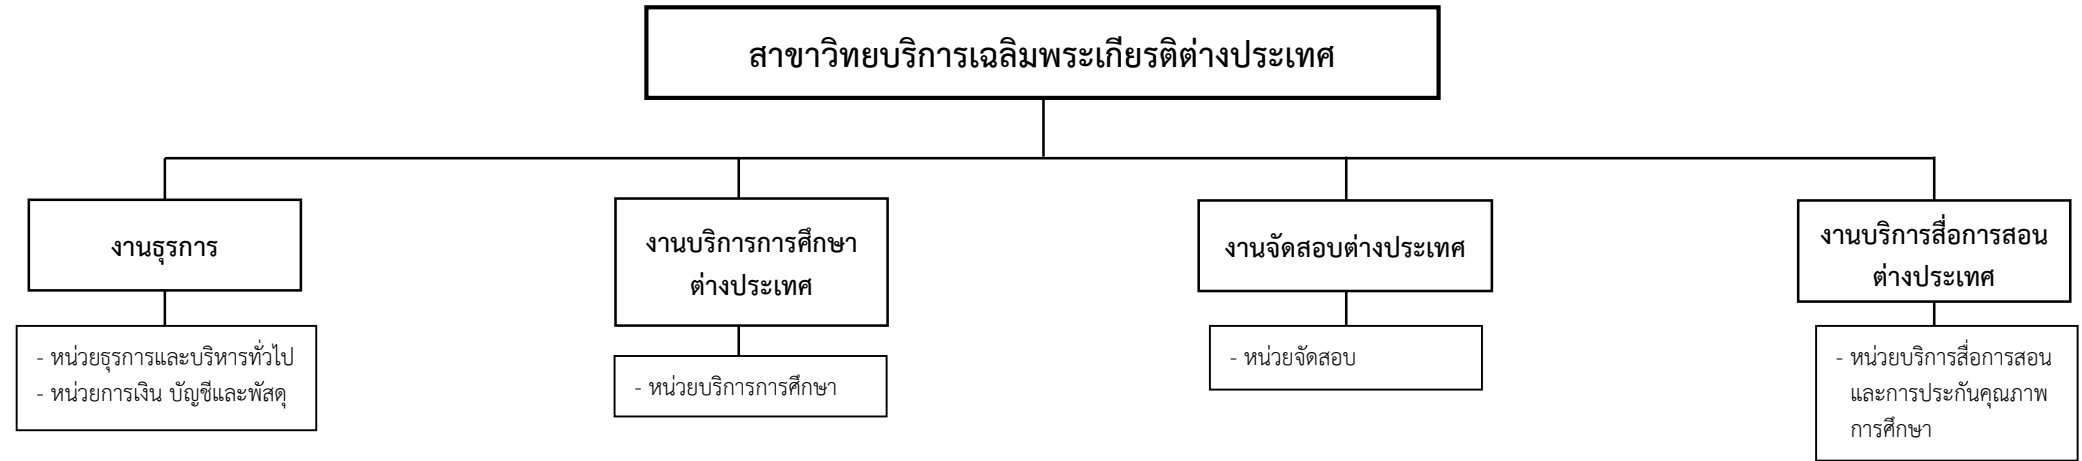 สาขาวิทยบริการเฉลิมพระเกียรติต่างประเทศ
งานธุรการ
- หน่วยธุรการและบริหารทั่วไป
- หน่วยการเงิน บัญชีและพัสดุ
งานบริการการศึกษา
ต่างประเทศ
- หน่วยบริการการศึกษา
งานจัดสอบต่างประเทศ
- หน่วยจัดสอบ
งานบริการสื่อการสอน
ต่างประเทศ
- หน่วยบริการสื่อการสอน
และการประกันคุณภาพ
การศึกษา